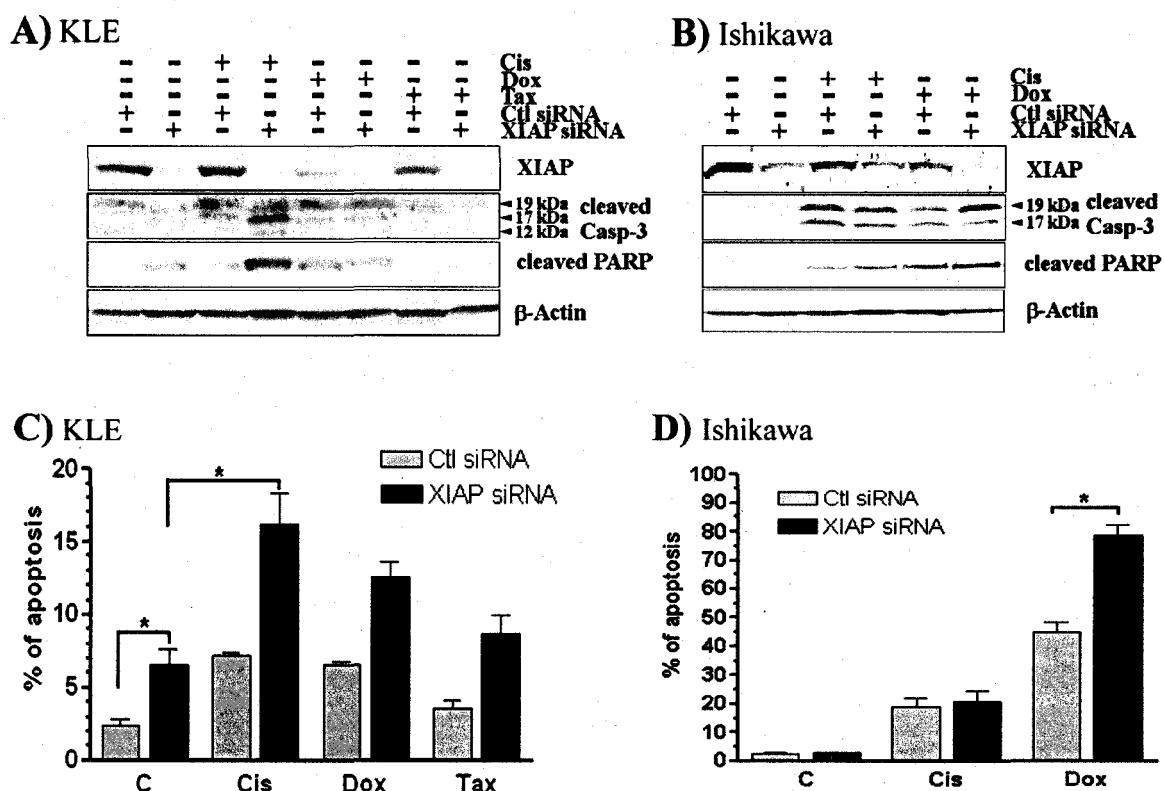 A) KLE
- - + + - - - - Cis
- - - - + + - - Dox
- - - - - - + + Tax
+ - + - + - + - Ctl siRNA
- + - + - + - + XIAP siRNA
XIAP
19 kDa cleaved
17 kDa
12 kDa Casp-3
cleaved PARP
β-Actin
B) Ishikawa
- - + + - - Cis
- - - - + + Dox
+ - + - + - Ctl siRNA
- + - + - + XIAP siRNA
XIAP
19 kDa cleaved
17 kDa Casp-3
cleaved PARP
β-Actin
C) KLE
% of apoptosis
20
15
10
5
0
* *
Ctl siRNA
XIAP siRNA
C Cis Dox Tax
D) Ishikawa
% of apoptosis
100
90
80
70
60
50
40
30
20
10
0
Ctl siRNA
XIAP siRNA
*
C Cis Dox